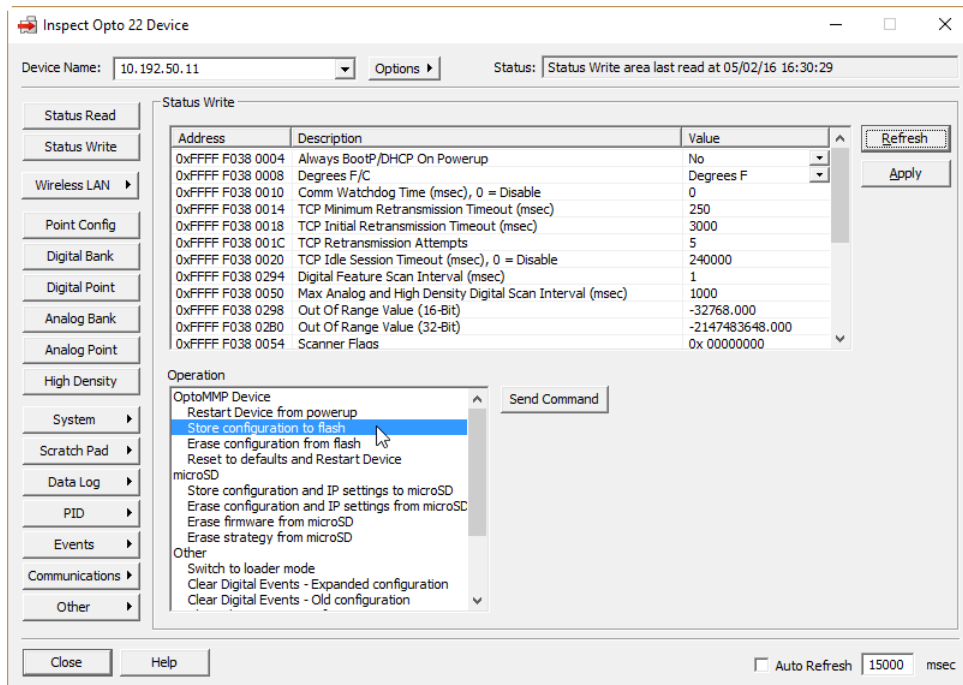 Inspect Opto 22 Device
Device Name: 10.192.50.11 Options Status: Status Write area last read at 05/02/16 16:30:29
Status Read
Status Write
Wireless LAN
Point Config
Digital Bank
Digital Point
Analog Bank
Analog Point
High Density
System
Scratch Pad
Data Log
PID
Events
Communications
Other
Status Write
Address Description Value
0xFFFF F038 0004 Always BootP/DHCP On Powerup No
0xFFFF F038 0008 Degrees F/C Degrees F
0xFFFF F038 0010 Comm Watchdog Time (msec), 0 = Disable 0
0xFFFF F038 0014 TCP Minimum Retransmission Timeout (msec) 250
0xFFFF F038 0018 TCP Initial Retransmission Timeout (msec) 3000
0xFFFF F038 001C TCP Retransmission Attempts 5
0xFFFF F038 0020 TCP Idle Session Timeout (msec), 0 = Disable 240000
0xFFFF F038 0294 Digital Feature Scan Interval (msec) 1
0xFFFF F038 0050 Max Analog and High Density Digital Scan Interval (msec) 1000
0xFFFF F038 0298 Out Of Range Value (16-Bit) -32768.000
0xFFFF F038 02B0 Out Of Range Value (32-Bit) -2147483648.000
0xFFFF F038 0054 Scanner Flags 0x 00000000
Refresh
Apply
Operation
OptoMMP Device
Restart Device from powerup
Store configuration to flash
Erase configuration from flash
Reset to defaults and Restart Device
microSD
Store configuration and IP settings to microSD
Erase configuration and IP settings from microSD
Erase firmware from microSD
Erase strategy from microSD
Other
Switch to loader mode
Clear Digital Events - Expanded configuration
Clear Digital Events - Old configuration
Send Command
Close Help Auto Refresh 15000 msec